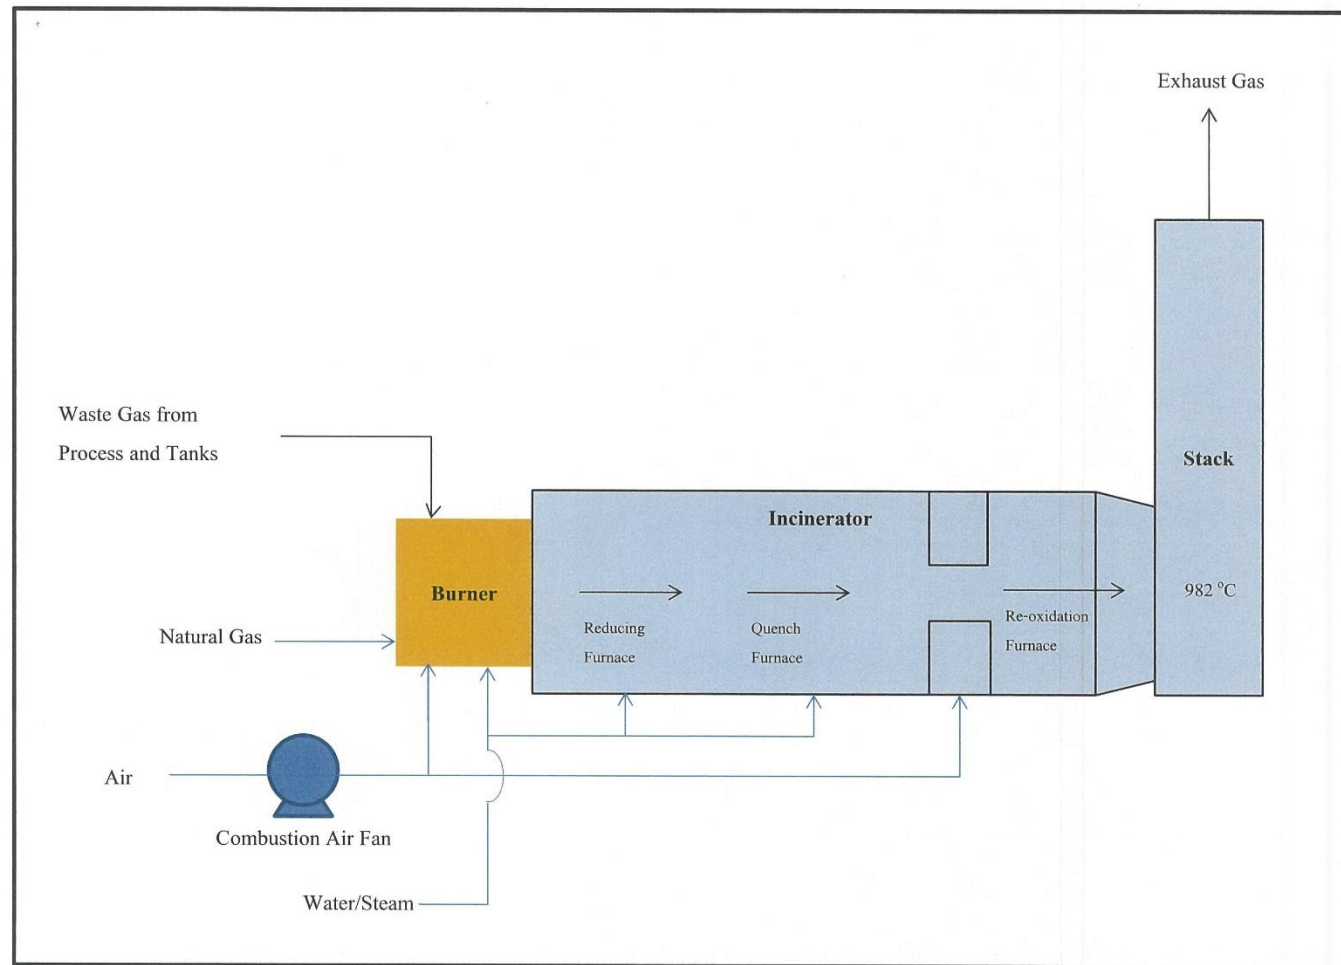 Exhaust Gas
Waste Gas from
Process and Tanks
Stack
Incinerator
Burner
982 °C
Reducing
Furnace
Quench
Furnace
Re-oxidation
Furnace
Natural Gas
Air
Combustion Air Fan
Water/Steam